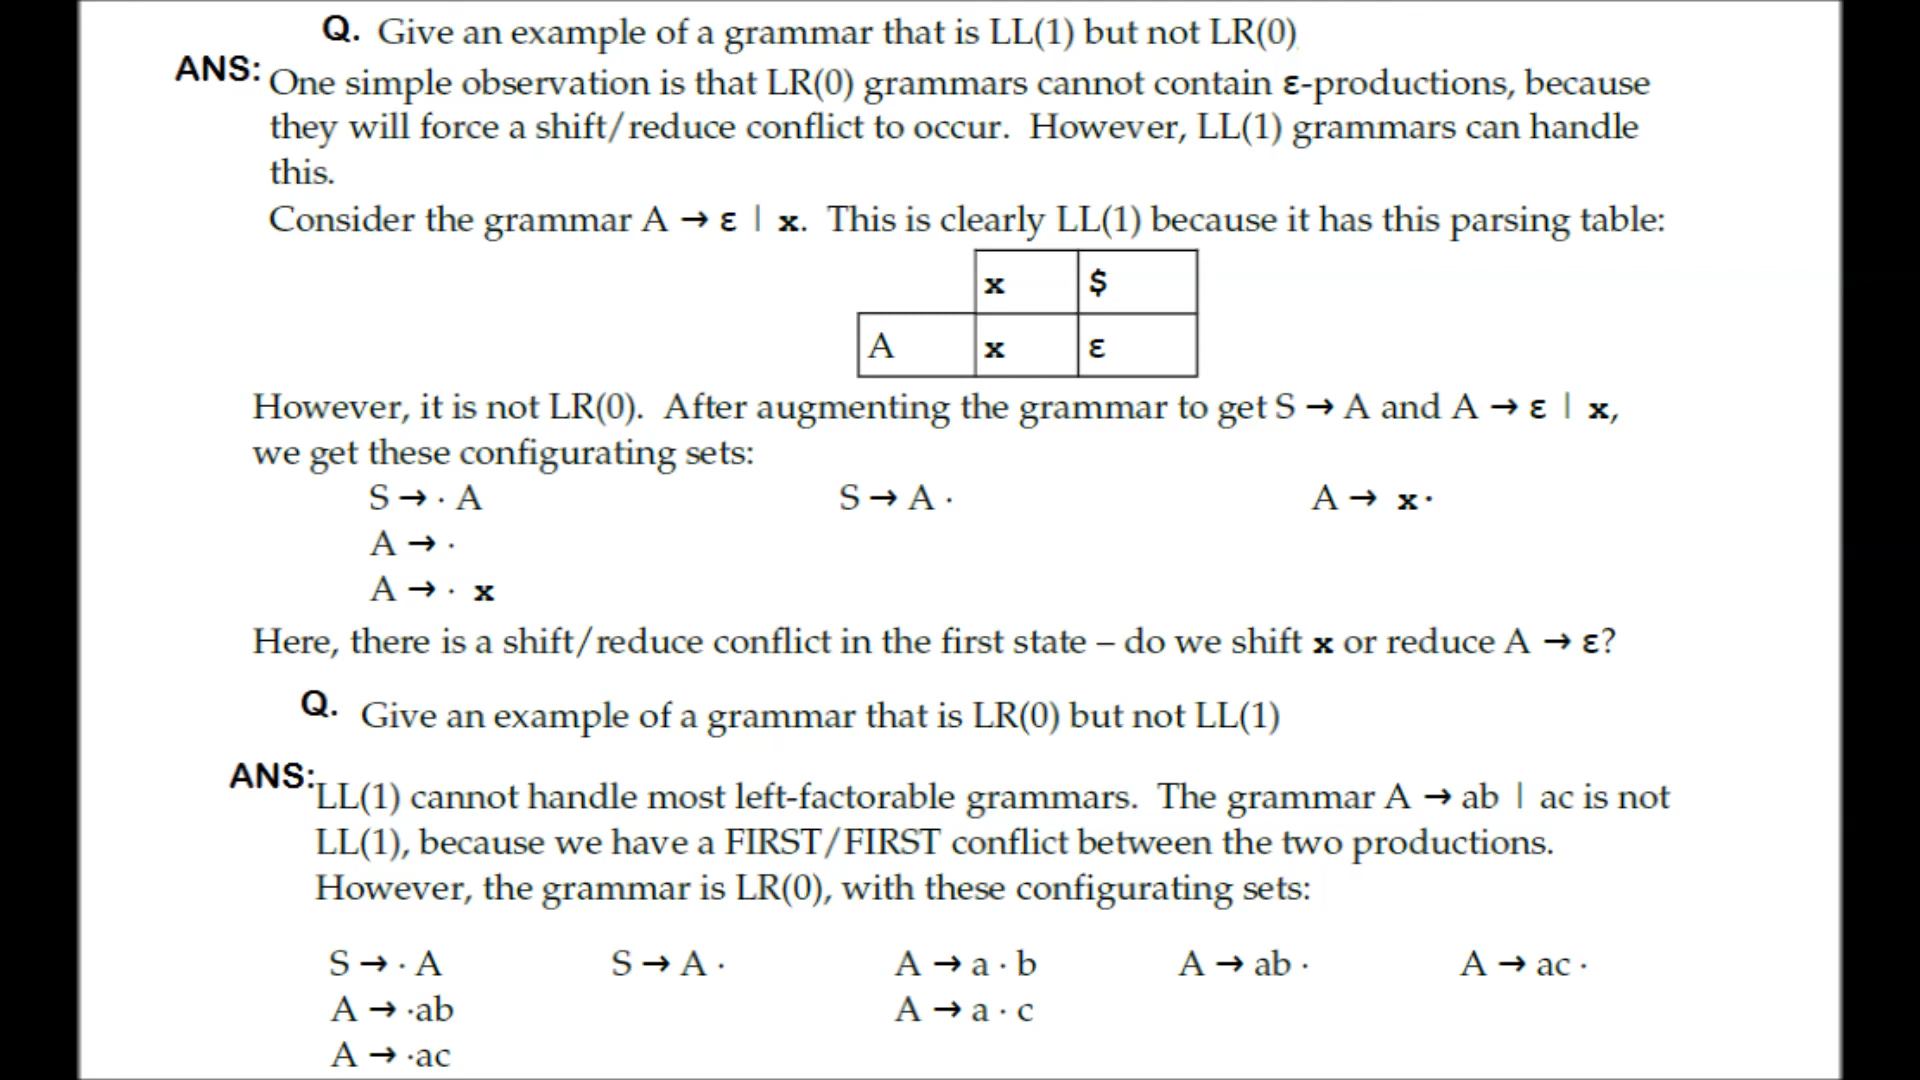 Q. Give an example of a grammar that is LL(1) but not LR(0)
ANS: One simple observation is that LR(0) grammars cannot contain ε-productions, because
they will force a shift/reduce conflict to occur. However, LL(1) grammars can handle
this.
Consider the grammar A → ε | x. This is clearly LL(1) because it has this parsing table:
x $
A x ε
However, it is not LR(0). After augmenting the grammar to get S → A and A → ε | x,
we get these configurating sets:
S → · A S → A · A → x ·
A → ·
A → · x
Here, there is a shift/reduce conflict in the first state – do we shift x or reduce A → ε?
Q. Give an example of a grammar that is LR(0) but not LL(1)
ANS: LL(1) cannot handle most left-factorable grammars. The grammar A → ab | ac is not
LL(1), because we have a FIRST/FIRST conflict between the two productions.
However, the grammar is LR(0), with these configurating sets:
S → · A S → A · A → a · b A → ab · A → ac ·
A → ·ab A → a · c
A → ·ac